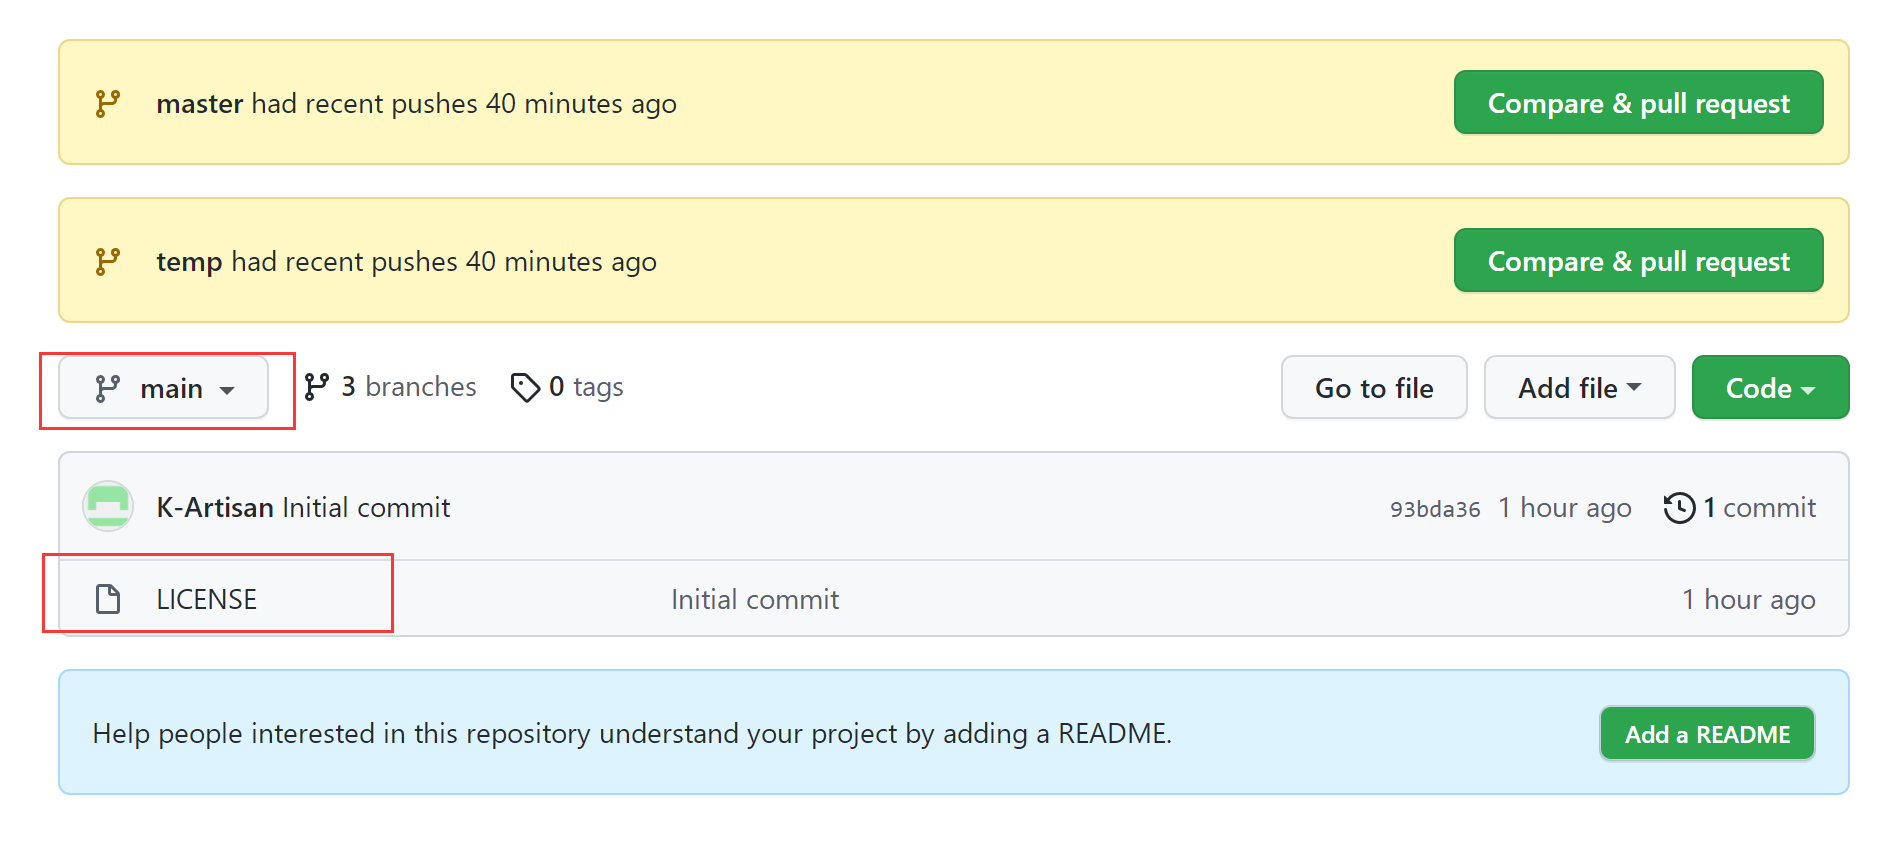 master had recent pushes 40 minutes ago Compare & pull request
temp had recent pushes 40 minutes ago Compare & pull request
main 3 branches 0 tags Go to file Add file Code
K-Artisan Initial commit 93bda36 1 hour ago 1 commit
LICENSE Initial commit 1 hour ago
Help people interested in this repository understand your project by adding a README. Add a README